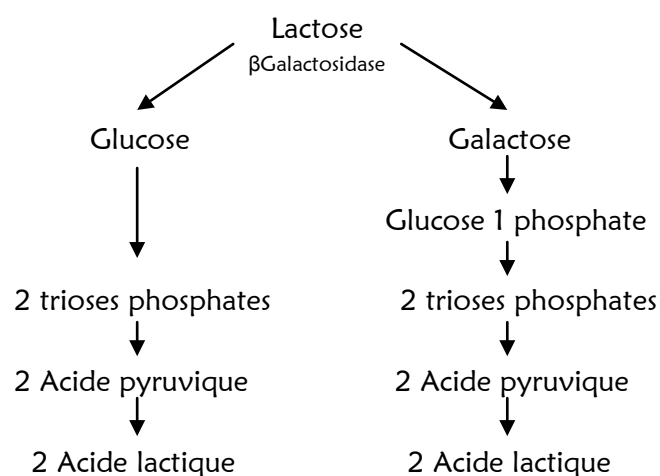 Lactose
βGalactosidase
Glucose
Galactose
Glucose 1 phosphate
2 trioses phosphates
2 trioses phosphates
2 Acide pyruvique
2 Acide pyruvique
2 Acide lactique
2 Acide lactique